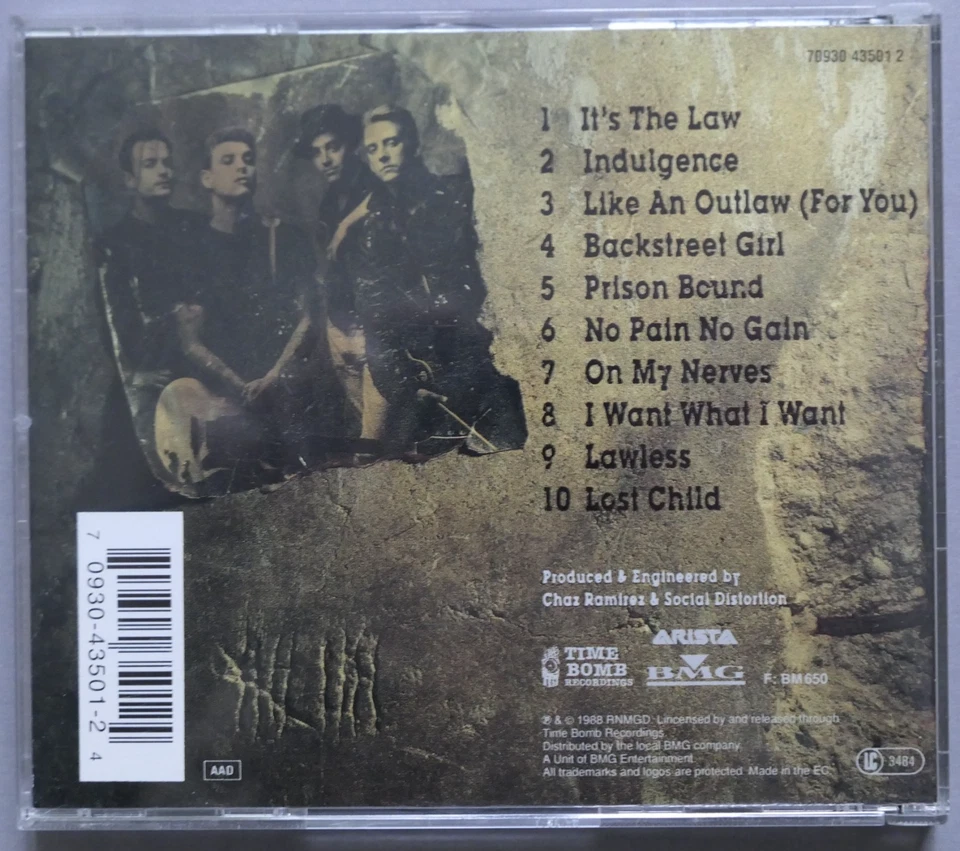 70930 43501 2
1 It's The Law
2 Indulgence
3 Like An Outlaw (For You)
4 Backstreet Girl
5 Prison Bound
6 No Pain No Gain
7 On My Nerves
8 I Want What I Want
9 Lawless
10 Lost Child
Produced & Engineered by
Chaz Ramirez & Social Distortion
ARISTA
TIME
BOMB
RECORDINGS
BMG
F: BM 650
℗ & © 1988 RNMGD. Lincensed by and released through
Time Bomb Recordings
Distributed by the local BMG company.
A Unit of BMG Entertainment
All trademarks and logos are protected. Made in the EC.
LC 3484
AAD
7 0930-43501-2 4